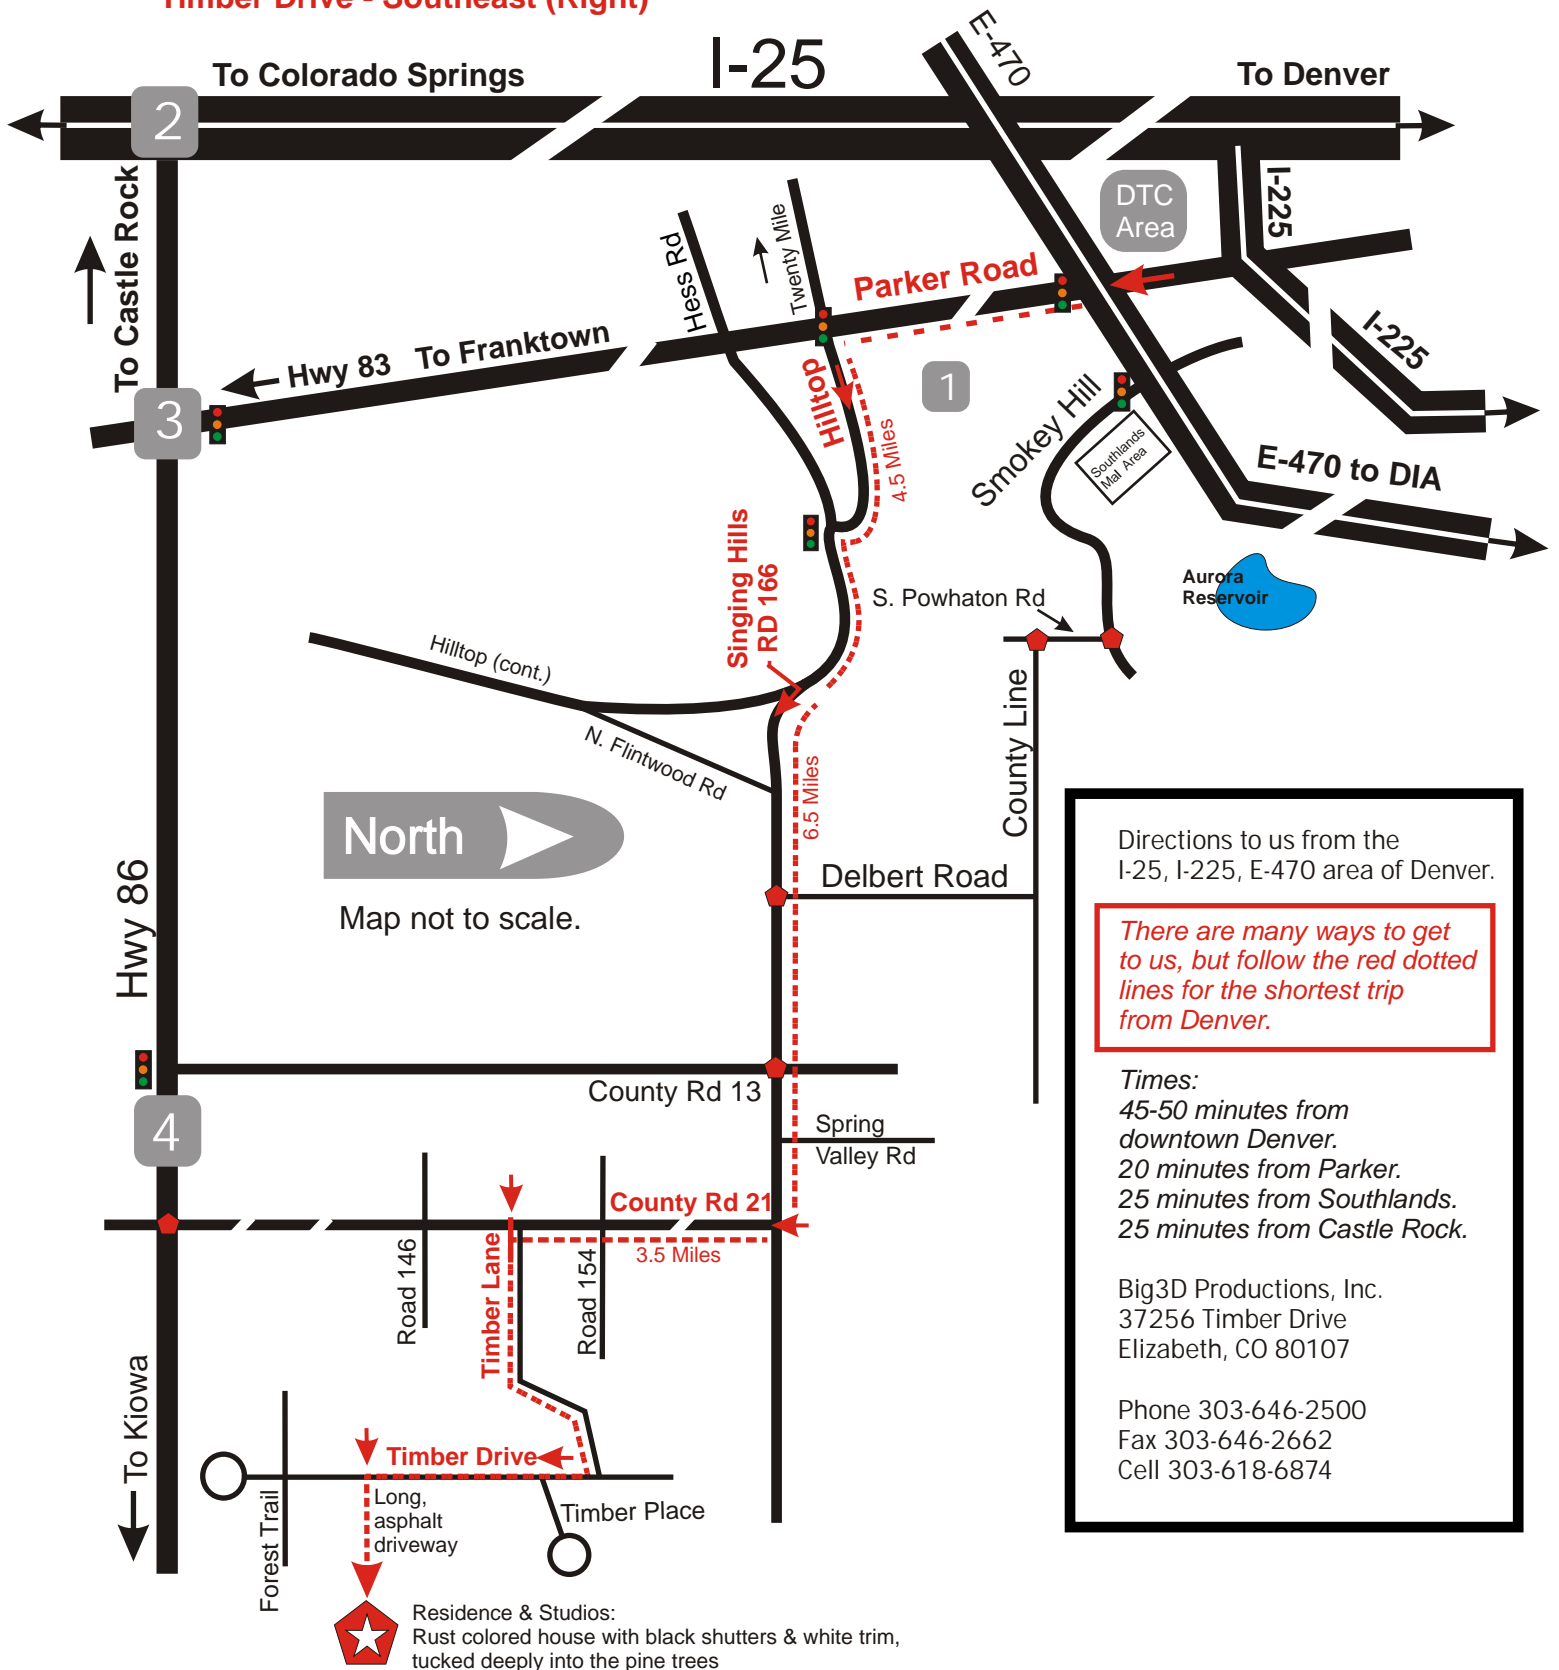 Timber Drive - Southeast (Right)
To Colorado Springs
I-25
E-470
To Denver
2
To Castle Rock
DTC
Area
I-225
Hess Rd
Twenty Mile
Parker Road
Hwy 83 To Franktown
I-225
3
Hilltop
1
4.5 Miles
Smokey Hill
Southlands
Mal Area
E-470 to DIA
Singing Hills
RD 166
S. Powhaton Rd
Aurora
Reservoir
Hilltop (cont.)
N. Flintwood Rd
6.5 Miles
County Line
North
Map not to scale.
Delbert Road
Hwy 86
County Rd 13
4
Spring
Valley Rd
County Rd 21
3.5 Miles
Road 146
Timber Lane
Road 154
To Kiowa
Timber Drive
Forest Trail
Long,
asphalt
driveway
Timber Place
Residence & Studios:
Rust colored house with black shutters & white trim,
tucked deeply into the pine trees
Directions to us from the
I-25, I-225, E-470 area of Denver.
There are many ways to get
to us, but follow the red dotted
lines for the shortest trip
from Denver.
Times:
45-50 minutes from
downtown Denver.
20 minutes from Parker.
25 minutes from Southlands.
25 minutes from Castle Rock.
Big3D Productions, Inc.
37256 Timber Drive
Elizabeth, CO 80107
Phone 303-646-2500
Fax 303-646-2662
Cell 303-618-6874